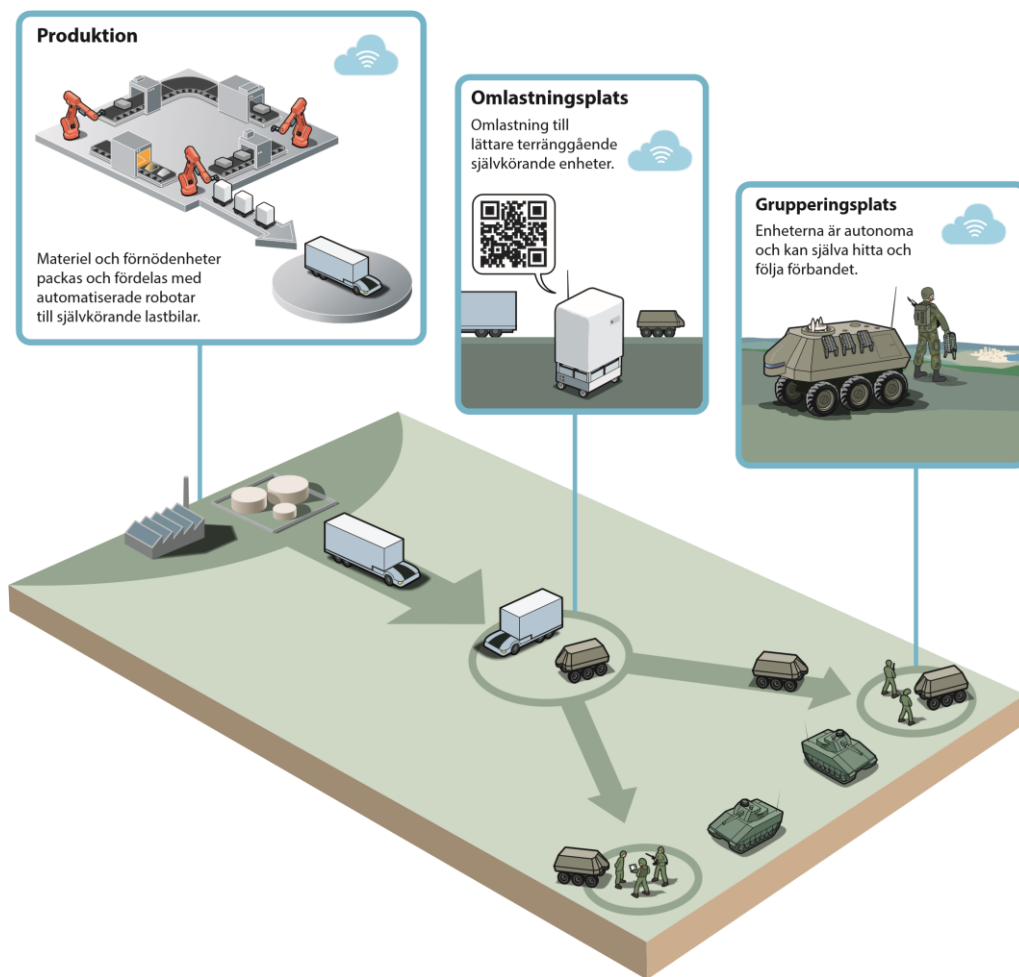 Produktion
Materiel och förnödenheter
packas och fördelas med
automatiserade robotar
till självkörande lastbilar.
Omlastningsplats
Omlastning till
lättare terränggående
självkörande enheter.
Grupperingsplats
Enheterna är autonoma
och kan själva hitta och
följa förbandet.